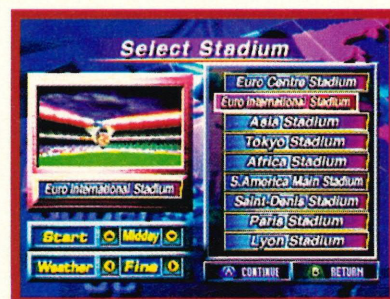 Select Stadium
Euro International Stadium
Start Midday
Weather Fine
Euro Centre Stadium
Euro International Stadium
Asia Stadium
Tokyo Stadium
Africa Stadium
S.America Main Stadium
Saint-Denis Stadium
Paris Stadium
Lyon Stadium
A CONTINUE B RETURN